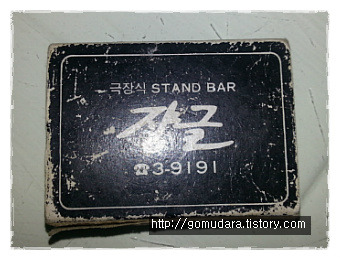 극장식 STAND BAR
정글
☎3-9191
http://gomudara.tistory.com